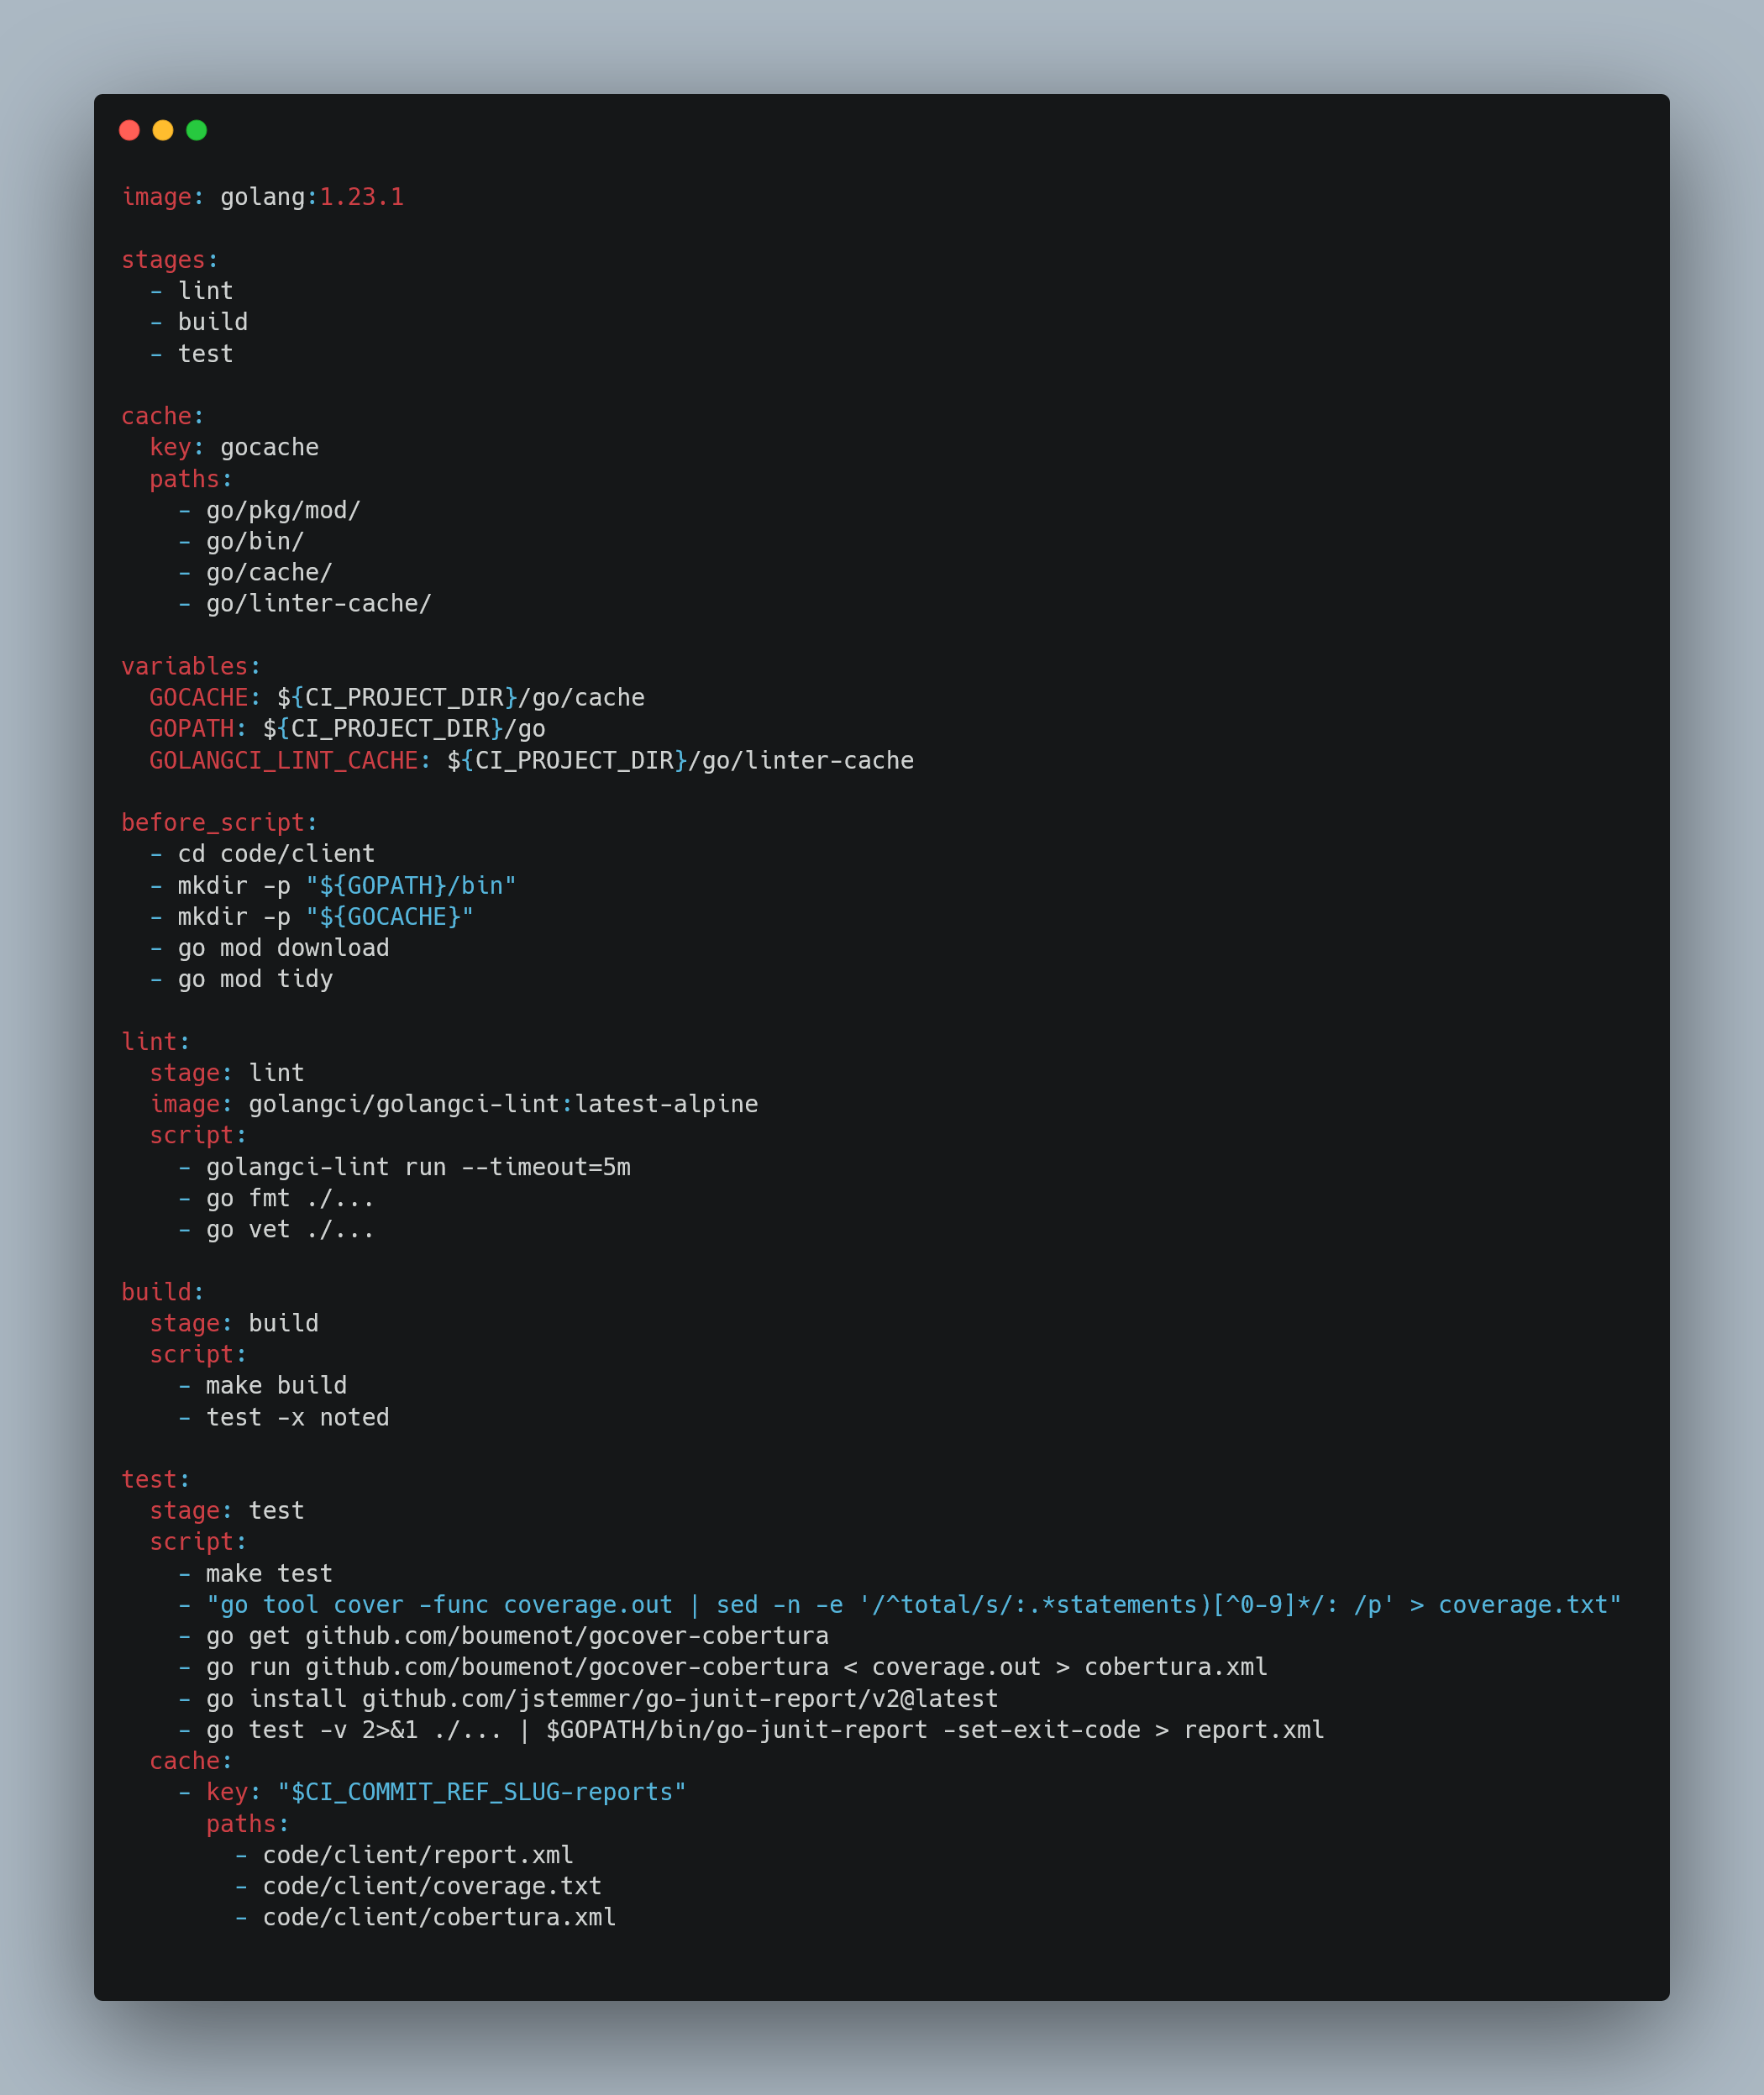 image: golang:1.23.1

stages:
  - lint
  - build
  - test

cache:
  key: gocache
  paths:
    - go/pkg/mod/
    - go/bin/
    - go/cache/
    - go/linter-cache/

variables:
  GOCACHE: ${CI_PROJECT_DIR}/go/cache
  GOPATH: ${CI_PROJECT_DIR}/go
  GOLANGCI_LINT_CACHE: ${CI_PROJECT_DIR}/go/linter-cache

before_script:
  - cd code/client
  - mkdir -p "${GOPATH}/bin"
  - mkdir -p "${GOCACHE}"
  - go mod download
  - go mod tidy

lint:
  stage: lint
  image: golangci/golangci-lint:latest-alpine
  script:
    - golangci-lint run --timeout=5m
    - go fmt ./...
    - go vet ./...

build:
  stage: build
  script:
    - make build
    - test -x noted

test:
  stage: test
  script:
    - make test
    - "go tool cover -func coverage.out | sed -n -e '/^total/s/:.*statements)[^0-9]*/: /p' > coverage.txt"
    - go get github.com/boumenot/gocover-cobertura
    - go run github.com/boumenot/gocover-cobertura < coverage.out > cobertura.xml
    - go install github.com/jstemmer/go-junit-report/v2@latest
    - go test -v 2>&1 ./... | $GOPATH/bin/go-junit-report -set-exit-code > report.xml
  cache:
    - key: "$CI_COMMIT_REF_SLUG-reports"
      paths:
        - code/client/report.xml
        - code/client/coverage.txt
        - code/client/cobertura.xml